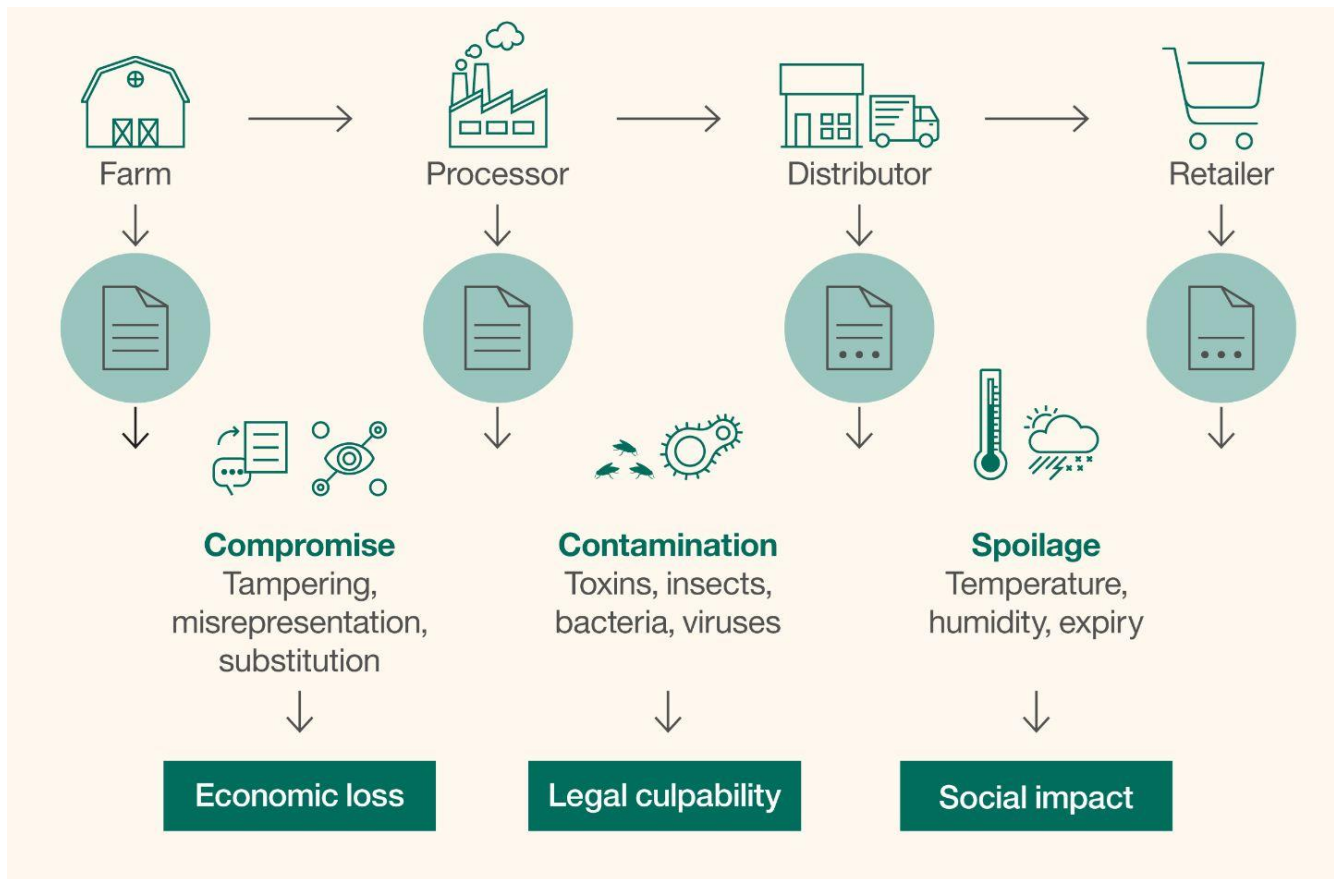 Farm
Processor
Distributor
Retailer
Compromise
Tampering,
misrepresentation,
substitution
Contamination
Toxins, insects,
bacteria, viruses
Spoilage
Temperature,
humidity, expiry
Economic loss
Legal culpability
Social impact